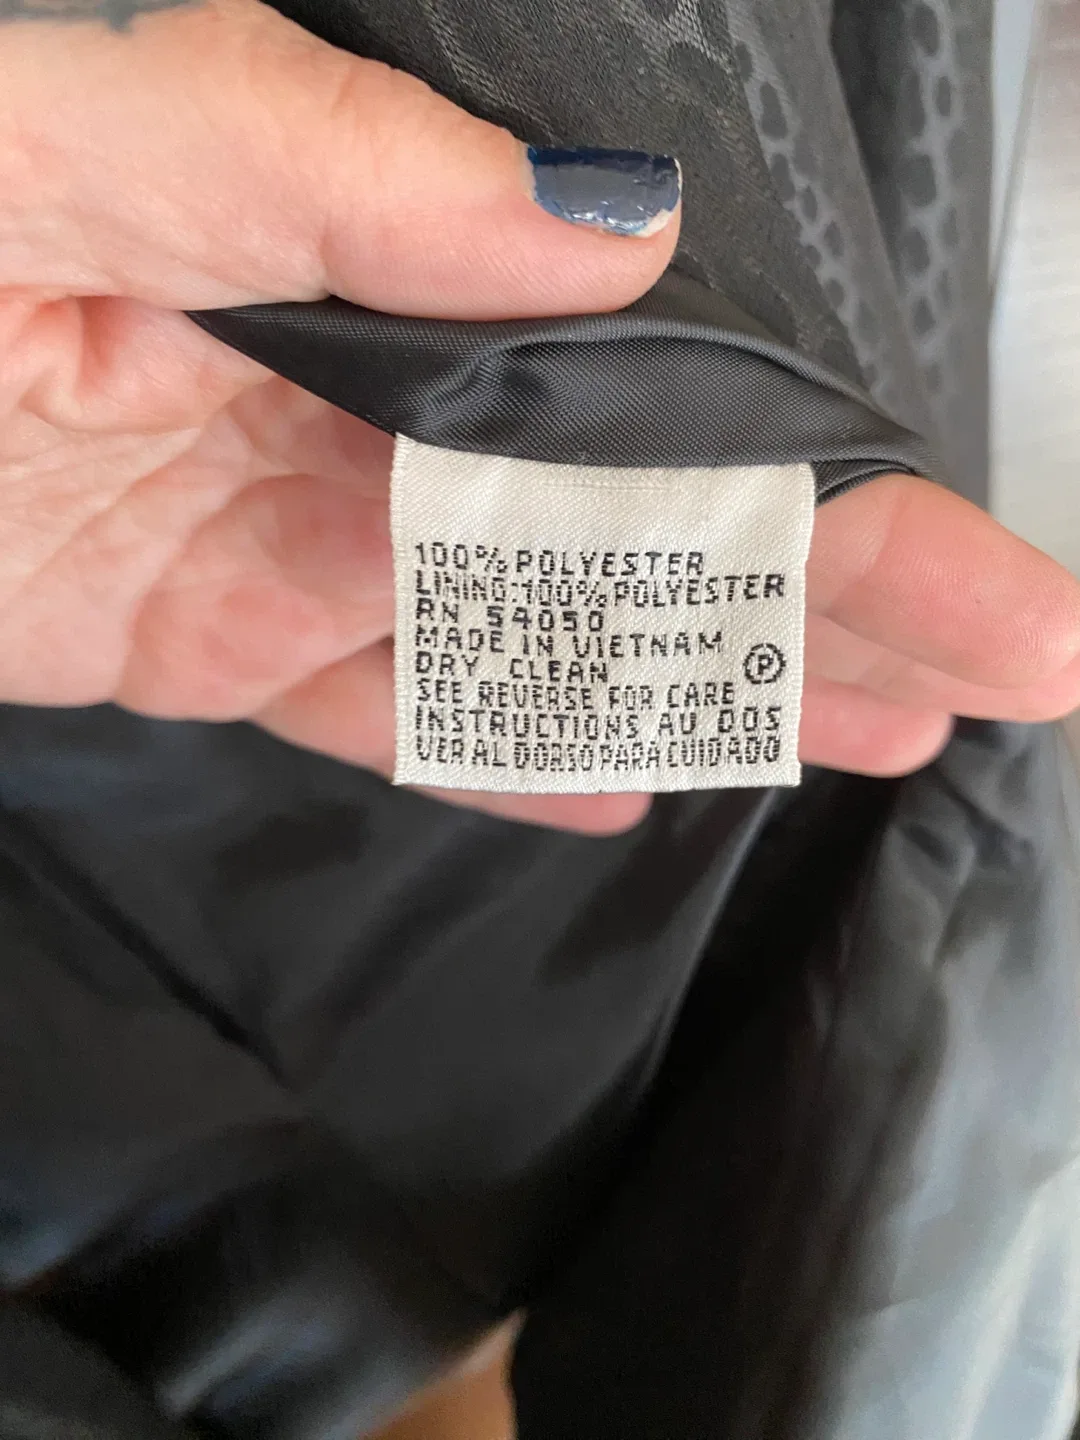 100% POLYESTER
LINING:100% POLYESTER
RN 54050
MADE IN VIETNAM
DRY CLEAN Ⓟ
SEE REVERSE FOR CARE
INSTRUCTIONS AU DOS
VER AL DORSO PARA CUIDADO